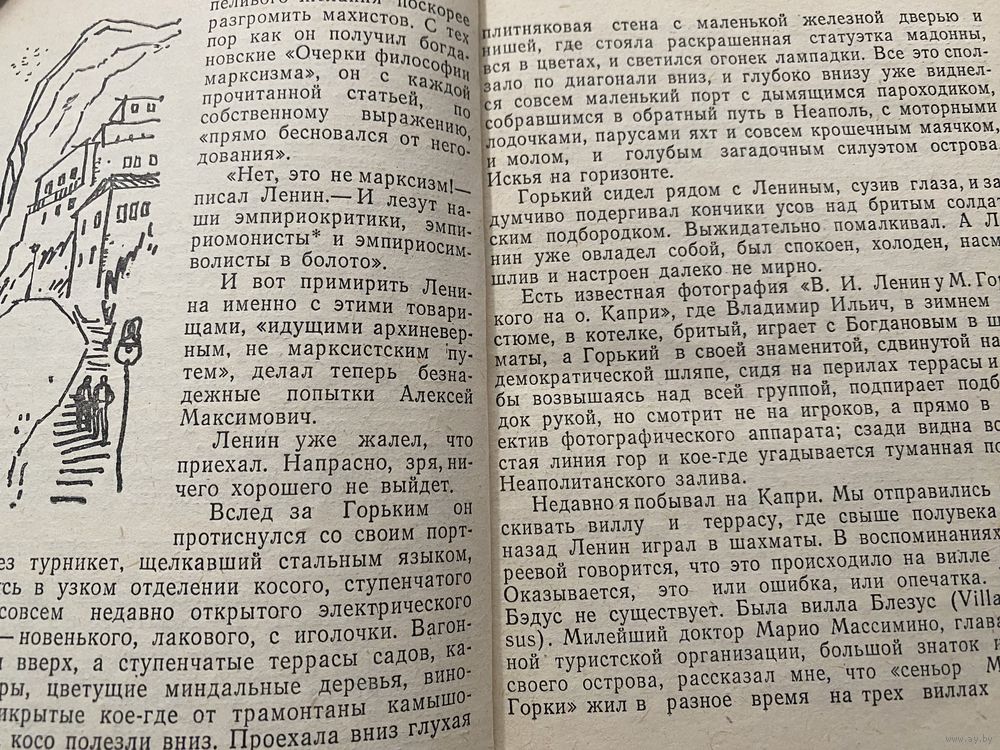 поскорее
разгромить махистов. С тех
пор как он получил богда-
новские «Очерки философии
марксизма», он с каждой
прочитанной статьей, по
собственному выражению,
«прямо бесновался от него-
дования».
«Нет, это не марксизм!—
писал Ленин.— И лезут на-
ши эмпириокритики, эмпи-
риомонисты* и эмпириосим-
волисты в болото».
И вот примирить Лени-
на именно с этими товари-
щами, «идущими архиневер-
ным, не марксистским пу-
тем», делал теперь безна-
дежные попытки Алексей
Максимович.
Ленин уже жалел, что
приехал. Напрасно, зря, ни-
чего хорошего не выйдет.
Вслед за Горьким он
протиснулся со своим порт-
ез турникет, щелкавший стальным языком,
сь в узком отделении косого, ступенчатого
совсем недавно открытого электрического
—новенького, лакового, с иголочки. Вагон-
вверх, а ступенчатые террасы садов, ка-
ры, цветущие миндальные деревья, вино-
икрытые кое-где от трамонтаны камышо-
косо полезли вниз. Проехала вниз глухая
плитняковая стена с маленькой железной дверью и
нишей, где стояла раскрашенная статуэтка мадонны,
вся в цветах, и светился огонек лампадки. Все это спол-
зало по диагонали вниз, и глубоко внизу уже виднел-
ся совсем маленький порт с дымящимся пароходиком,
собравшимся в обратный путь в Неаполь, с моторными
лодочками, парусами яхт и совсем крошечным маячком,
и молом, и голубым загадочным силуэтом острова
Искья на горизонте.
Горький сидел рядом с Лениным, сузив глаза, и за
думчиво подергивал кончики усов над бритым солдат
ским подбородком. Выжидательно помалкивал. А Л
нин уже овладел собой, был спокоен, холоден, насм
шлив и настроен далеко не мирно.
Есть известная фотография «В. И. Ленин у М. Гор
кого на о. Капри», где Владимир Ильич, в зимнем
стюме, в котелке, бритый, играет с Богдановым в ш
маты, а Горький в своей знаменитой, сдвинутой на
демократической шляпе, сидя на перилах террасы и
бы возвышаясь над всей группой, подпирает подб
док рукой, но смотрит не на игроков, а прямо в
ектив фотографического аппарата; сзади видна во
стая линия гор и кое-где угадывается туманная по
Неаполитанского залива.
Недавно я побывал на Капри. Мы отправились
скивать виллу и террасу, где свыше полувека
назад Ленин играл в шахматы. В воспоминаниях
реевой говорится, что это происходило на вилле
Оказывается, это или ошибка, или опечатка.
Бэдус не существует. Была вилла Блезус (Villa
sus). Милейший доктор Марио Массимино, глава
ной туристской организации, большой знаток и
своего острова, рассказал мне, что «сеньор М
Горки» жил в разное время на трех виллах
www.ay.by